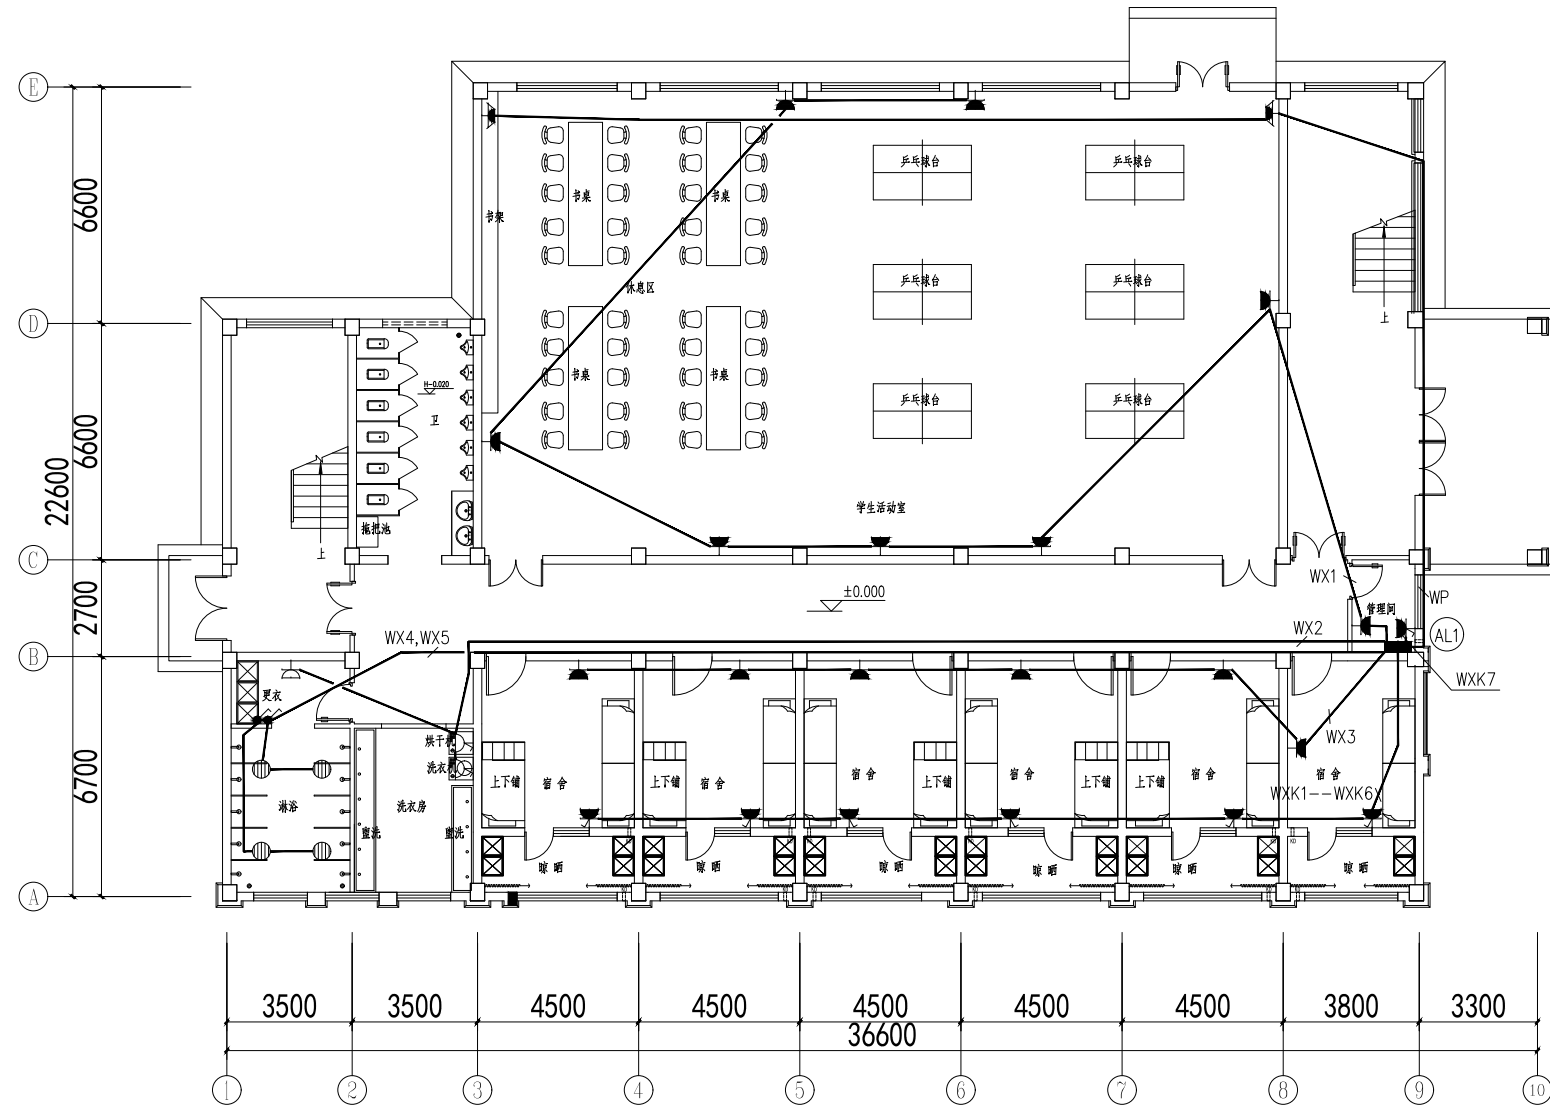 E
6600
书架
书桌
书桌
乒乓球台
乒乓球台
休息区
乒乓球台
乒乓球台
上
D
H-0.020
卫
书桌
书桌
乒乓球台
乒乓球台
6600
22600
拖把池
上
学生活动室
C
2700
±0.000
WX1
管理间
WP
AL1
WX4,WX5
WX2
B
WXK7
更衣
WX3
烘干机
洗衣机
6700
上下铺
宿舍
上下铺
宿舍
宿舍
上下铺
宿舍
上下铺
上下铺
宿舍
宿舍
WXK1--WXK6
淋浴
洗衣房
盥洗
盥洗
晾晒
晾晒
晾晒
晾晒
晾晒
晾晒
A
3500
3500
4500
4500
4500
4500
4500
3800
3300
36600
1
2
3
4
5
6
7
8
9
10